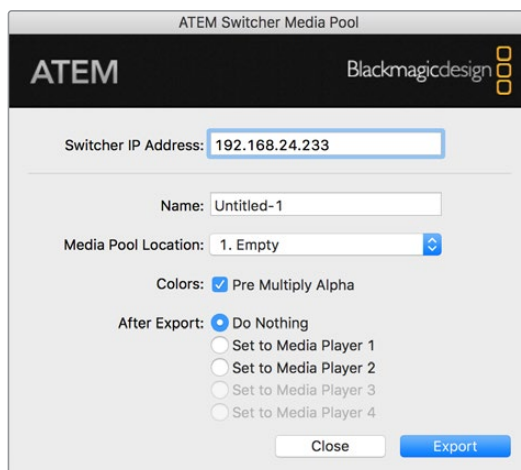 ATEM Switcher Media Pool
ATEM
Blackmagicdesign
Switcher IP Address: 192.168.24.233
Name: Untitled-1
Media Pool Location: 1. Empty
Colors: Pre Multiply Alpha
After Export: Do Nothing
Set to Media Player 1
Set to Media Player 2
Set to Media Player 3
Set to Media Player 4
Close Export